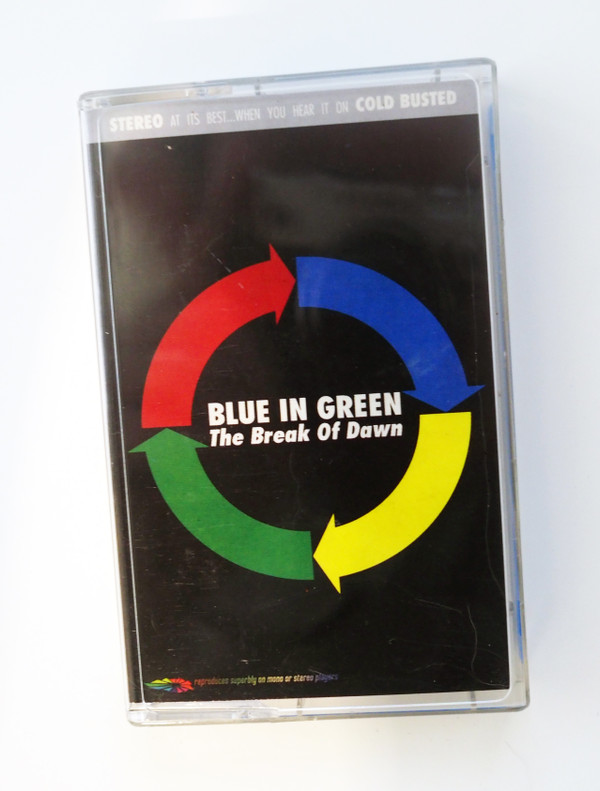 STEREO AT ITS BEST...WHEN YOU HEAR IT ON COLD BUSTED
BLUE IN GREEN
The Break Of Dawn
reproduces superbly on mono or stereo players